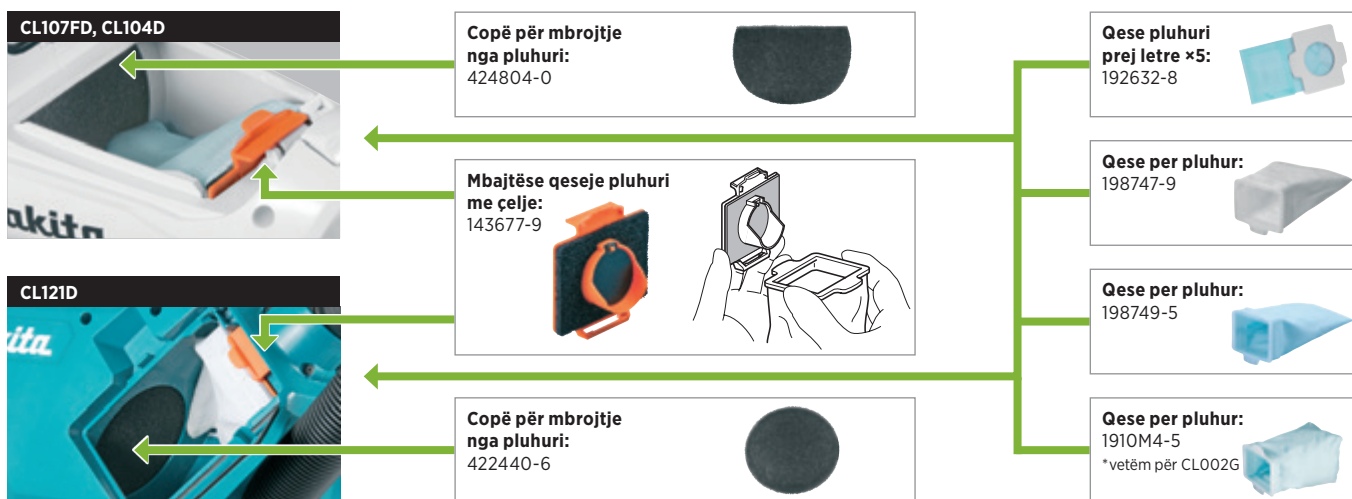 CL107FD, CL104D
akita
Copë për mbrojtje
nga pluhuri:
424804-0
Mbajtëse qeseje pluhuri
me çelje:
143677-9
CL121D
ita
Copë për mbrojtje
nga pluhuri:
422440-6
Qese pluhuri
prej letre ×5:
192632-8
Qese per pluhur:
198747-9
Qese per pluhur:
198749-5
Qese per pluhur:
1910M4-5
*vetëm për CL002G